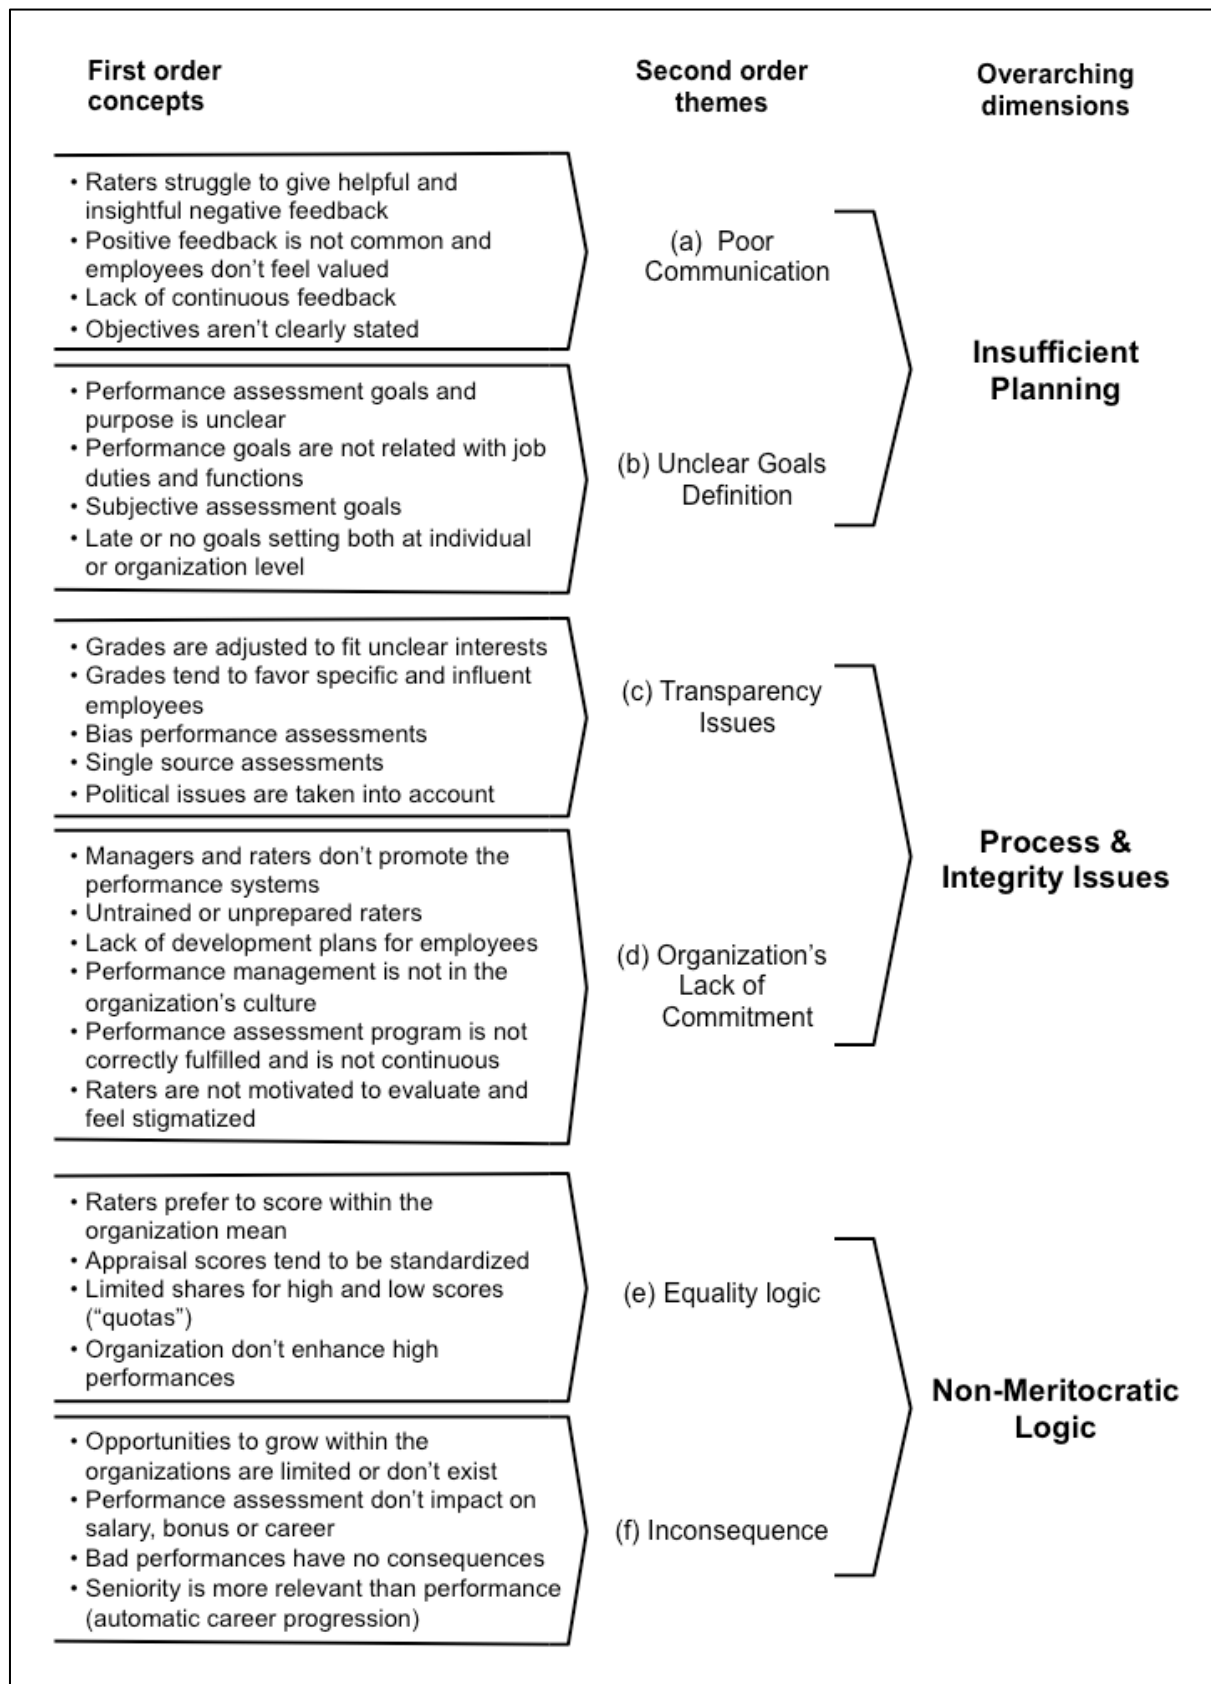 First order
concepts
Second order
themes
Overarching
dimensions
• Raters struggle to give helpful and
insightful negative feedback
• Positive feedback is not common and
employees don't feel valued
• Lack of continuous feedback
• Objectives aren't clearly stated
(a) Poor
Communication
• Performance assessment goals and
purpose is unclear
• Performance goals are not related with job
duties and functions
• Subjective assessment goals
• Late or no goals setting both at individual
or organization level
(b) Unclear Goals
Definition
Insufficient
Planning
• Grades are adjusted to fit unclear interests
• Grades tend to favor specific and influent
employees
• Bias performance assessments
• Single source assessments
• Political issues are taken into account
(c) Transparency
Issues
• Managers and raters don't promote the
performance systems
• Untrained or unprepared raters
• Lack of development plans for employees
• Performance management is not in the
organization's culture
• Performance assessment program is not
correctly fulfilled and is not continuous
• Raters are not motivated to evaluate and
feel stigmatized
(d) Organization's
Lack of
Commitment
Process &
Integrity Issues
• Raters prefer to score within the
organization mean
• Appraisal scores tend to be standardized
• Limited shares for high and low scores
("quotas")
• Organization don't enhance high
performances
(e) Equality logic
• Opportunities to grow within the
organizations are limited or don't exist
• Performance assessment don't impact on
salary, bonus or career
• Bad performances have no consequences
• Seniority is more relevant than performance
(automatic career progression)
(f) Inconsequence
Non-Meritocratic
Logic